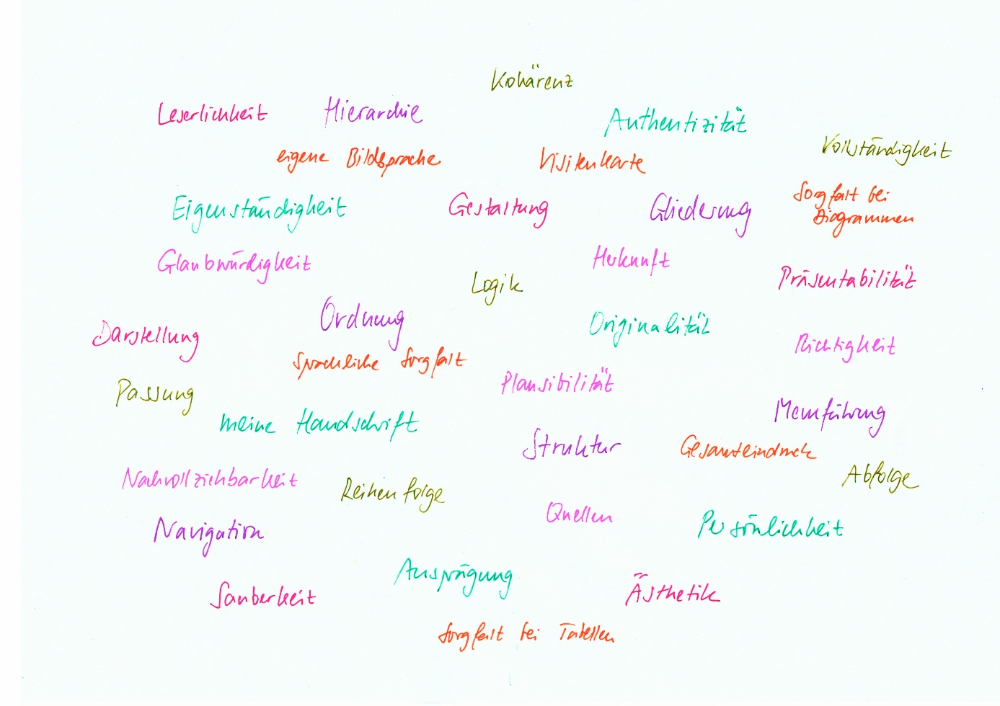 Kohärenz
Leserlichkeit
Hierarchie
Authentizität
Vollständigkeit
eigene Bildsprache
Visitenkarte
Eigenständigkeit
Gestaltung
Gliederung
Sorgfalt bei
Diagrammen
Glaubwürdigkeit
Herkunft
Logik
Präsentabilität
Ordnung
Originalität
Darstellung
Richtigkeit
sprachliche Sorgfalt
Plausibilität
Passung
meine Handschrift
Menuführung
Struktur
Gesamteindruck
Nachvollziehbarkeit
Reihenfolge
Abfolge
Quellen
Navigation
Persönlichkeit
Ausprägung
Sauberkeit
Ästhetik
Sorgfalt bei Tabellen